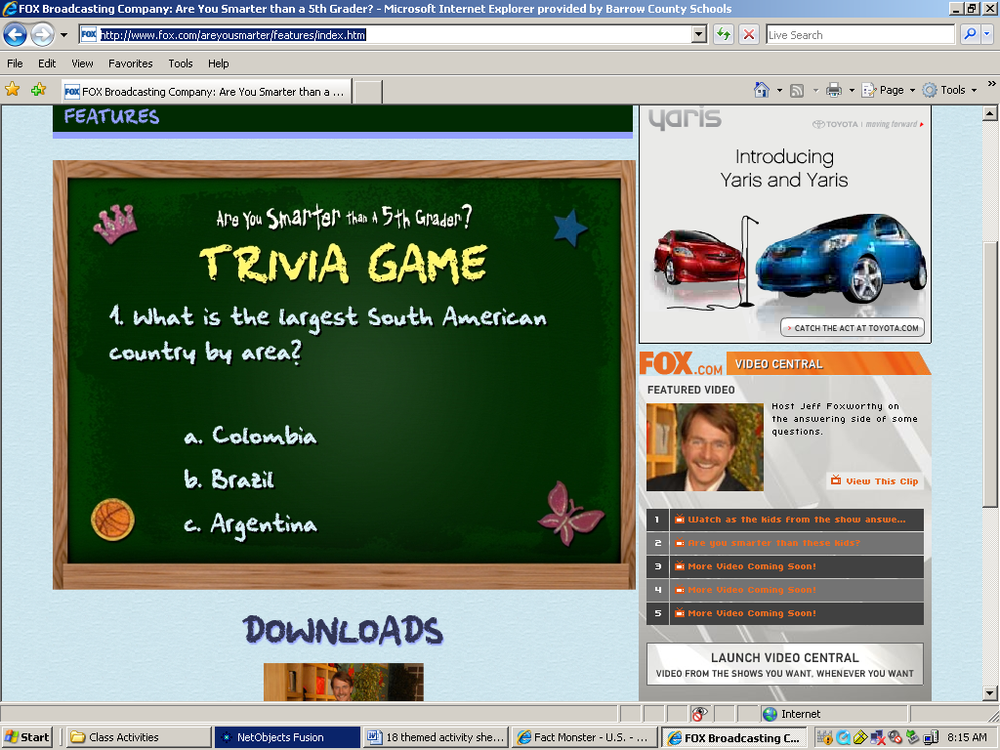 FOX Broadcasting Company: Are You Smarter than a 5th Grader? - Microsoft Internet Explorer provided by Barrow County Schools
FOX http://www.fox.com/areyousmarter/features/index.htm
Live Search
File Edit View Favorites Tools Help
FOX FOX Broadcasting Company: Are You Smarter than a ...
Page Tools
FEATURES
Are You Smarter Than A 5th Grader?
TRIVIA GAME
1. What is the largest South American
country by area?
a. Colombia
b. Brazil
c. Argentina
DOWNLOADS
yaris
TOYOTA | moving forward
Introducing
Yaris and Yaris
CATCH THE ACT AT TOYOTA.COM
FOX.COM VIDEO CENTRAL
FEATURED VIDEO
Host Jeff Foxworthy on
the answering side of some
questions.
View This Clip
1 Watch as the kids from the show answe...
2 Are you smarter than these kids?
3 More Video Coming Soon!
4 More Video Coming Soon!
5 More Video Coming Soon!
LAUNCH VIDEO CENTRAL
VIDEO FROM THE SHOWS YOU WANT, WHENEVER YOU WANT
Internet
Start Class Activities NetObjects Fusion 18 themed activity she... Fact Monster - U.S. - ... FOX Broadcasting C... 8:15 AM